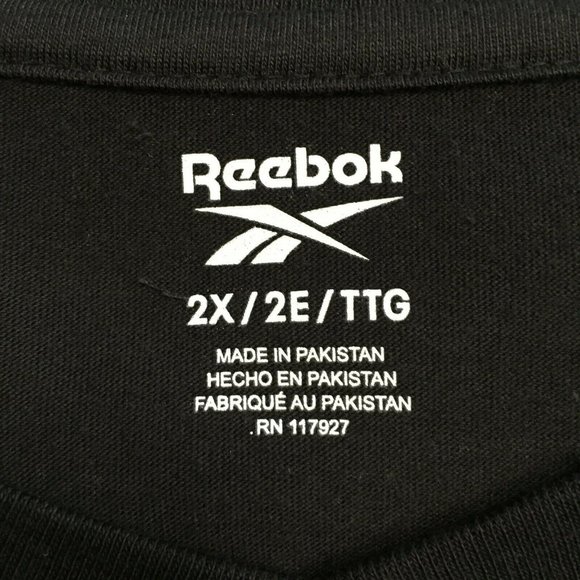 Reebok
2X / 2E / TTG
MADE IN PAKISTAN
HECHO EN PAKISTAN
FABRIQUÉ AU PAKISTAN
.RN 117927